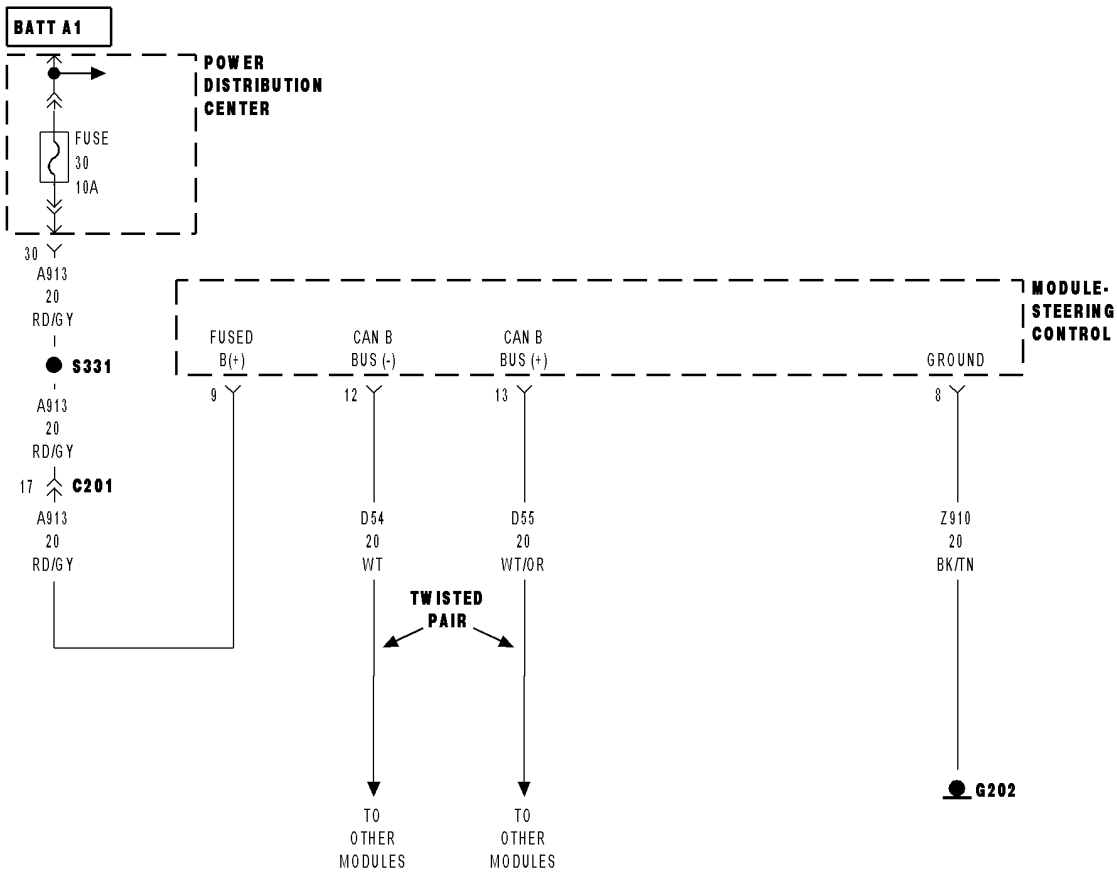 BATT A1
POWER
DISTRIBUTION
CENTER
FUSE
30
10A
30
A913
20
RD/GY
S331
A913
20
RD/GY
17
C201
A913
20
RD/GY
MODULE-
STEERING
CONTROL
FUSED
B(+)
CAN B
BUS (-)
CAN B
BUS (+)
GROUND
9
12
13
8
D54
20
WT
D55
20
WT/OR
Z910
20
BK/TN
TWISTED
PAIR
G202
TO
OTHER
MODULES
TO
OTHER
MODULES